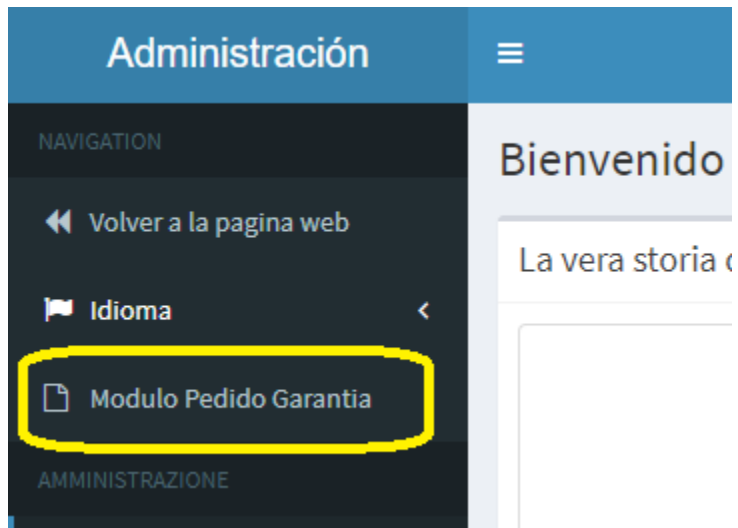 Administración
NAVIGATION
Bienvenido
Volver a la pagina web
La vera storia
Idioma
Modulo Pedido Garantia
AMMINISTRAZIONE